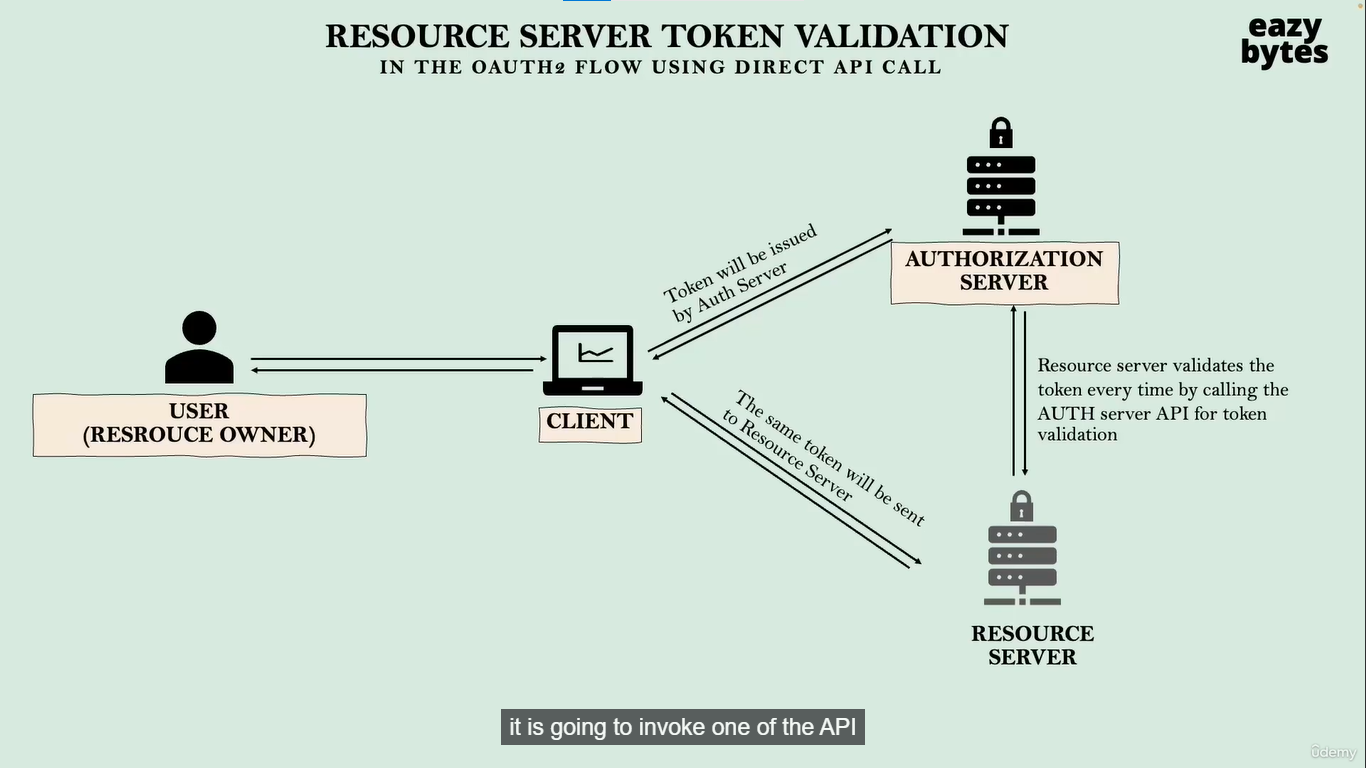 RESOURCE SERVER TOKEN VALIDATION
IN THE OAUTH2 FLOW USING DIRECT API CALL
eazy
bytes
AUTHORIZATION
SERVER
Token will be issued
by Auth Server
USER
(RESROUCE OWNER)
CLIENT
Resource server validates the
token every time by calling the
AUTH server API for token
validation
The same token will be sent
to Resource Server
RESOURCE
SERVER
it is going to invoke one of the API
ûdemy